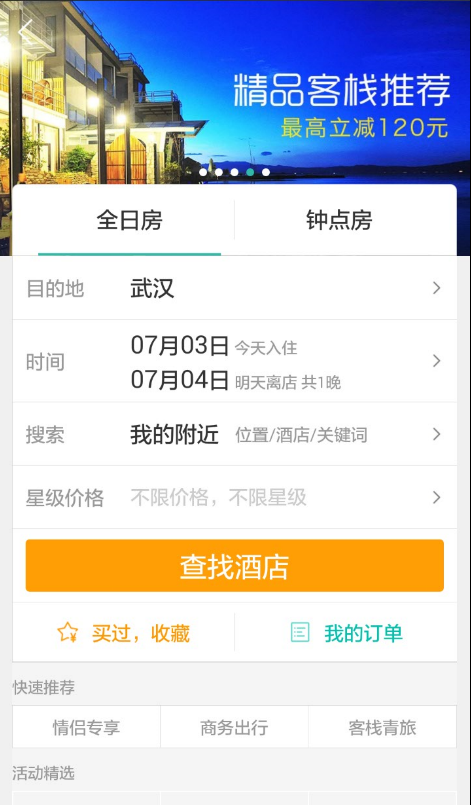 精品客栈推荐
最高立减120元
全日房
钟点房
目的地 武汉
时间
07月03日 今天入住
07月04日 明天离店 共1晚
搜索 我的附近 位置/酒店/关键词
星级价格 不限价格，不限星级
查找酒店
买过，收藏
我的订单
快速推荐
情侣专享
商务出行
客栈青旅
活动精选